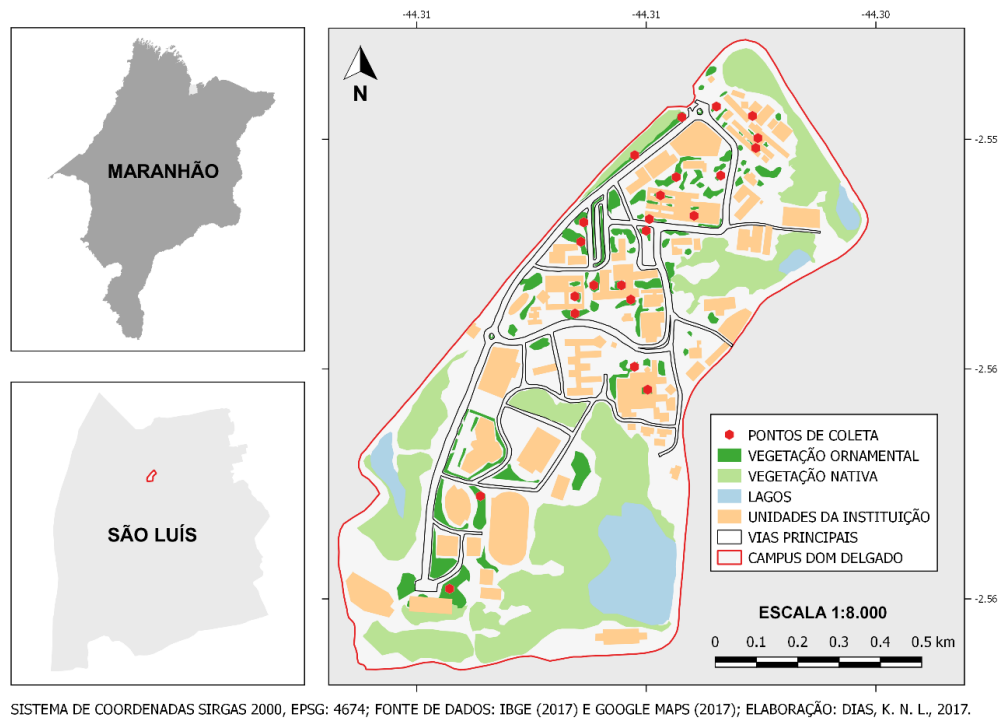 -44.31
-44.31
-44.30
N
MARANHÃO
-2.55
-2.56
SÃO LUÍS
PONTOS DE COLETA
VEGETAÇÃO ORNAMENTAL
VEGETAÇÃO NATIVA
LAGOS
UNIDADES DA INSTITUIÇÃO
VIAS PRINCIPAIS
CAMPUS DOM DELGADO
-2.56
ESCALA 1:8.000
0 0.1 0.2 0.3 0.4 0.5 km
SISTEMA DE COORDENADAS SIRGAS 2000, EPSG: 4674; FONTE DE DADOS: IBGE (2017) E GOOGLE MAPS (2017); ELABORAÇÃO: DIAS, K. N. L., 2017.